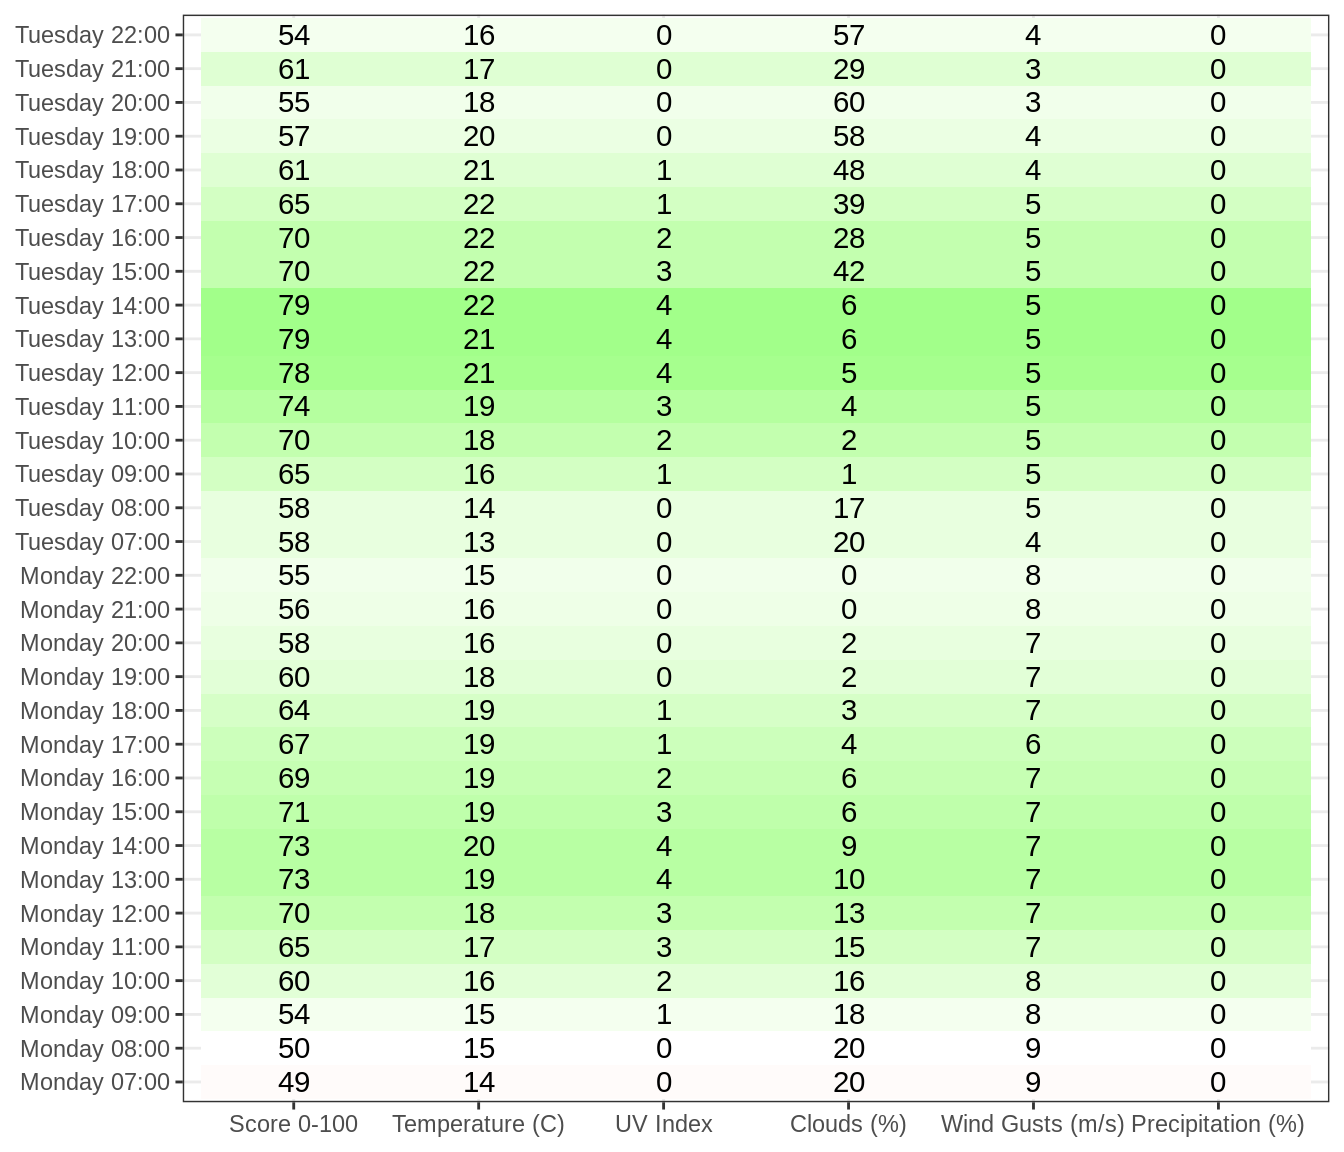 Tuesday 22:00 54 16 0 57 4 0
Tuesday 21:00 61 17 0 29 3 0
Tuesday 20:00 55 18 0 60 3 0
Tuesday 19:00 57 20 0 58 4 0
Tuesday 18:00 61 21 1 48 4 0
Tuesday 17:00 65 22 1 39 5 0
Tuesday 16:00 70 22 2 28 5 0
Tuesday 15:00 70 22 3 42 5 0
Tuesday 14:00 79 22 4 6 5 0
Tuesday 13:00 79 21 4 6 5 0
Tuesday 12:00 78 21 4 5 5 0
Tuesday 11:00 74 19 3 4 5 0
Tuesday 10:00 70 18 2 2 5 0
Tuesday 09:00 65 16 1 1 5 0
Tuesday 08:00 58 14 0 17 5 0
Tuesday 07:00 58 13 0 20 4 0
Monday 22:00 55 15 0 0 8 0
Monday 21:00 56 16 0 0 8 0
Monday 20:00 58 16 0 2 7 0
Monday 19:00 60 18 0 2 7 0
Monday 18:00 64 19 1 3 7 0
Monday 17:00 67 19 1 4 6 0
Monday 16:00 69 19 2 6 7 0
Monday 15:00 71 19 3 6 7 0
Monday 14:00 73 20 4 9 7 0
Monday 13:00 73 19 4 10 7 0
Monday 12:00 70 18 3 13 7 0
Monday 11:00 65 17 3 15 7 0
Monday 10:00 60 16 2 16 8 0
Monday 09:00 54 15 1 18 8 0
Monday 08:00 50 15 0 20 9 0
Monday 07:00 49 14 0 20 9 0
Score 0-100 Temperature (C) UV Index Clouds (%) Wind Gusts (m/s) Precipitation (%)